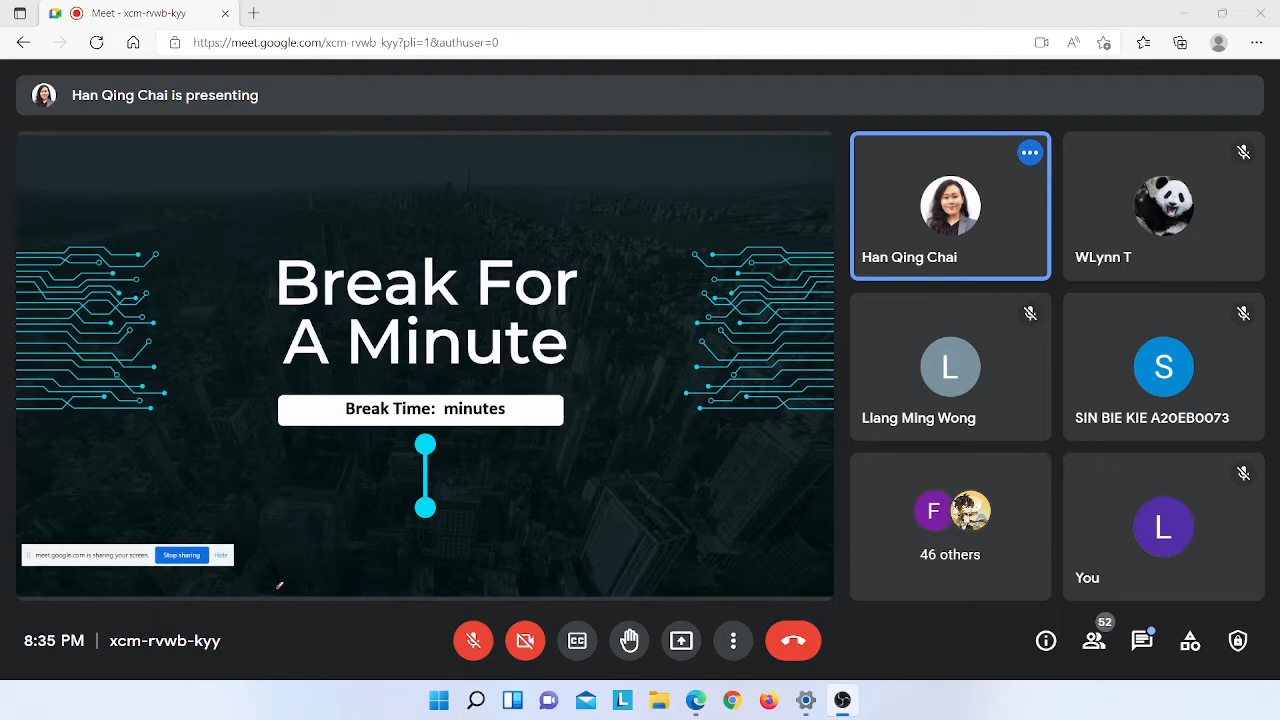 Meet - xcm-rvwb-kyy
https://meet.google.com/xcm-rvwb-kyy?pli=1&authuser=0
Han Qing Chai is presenting
Break For
A Minute
Break Time:  minutes
meet.google.com is sharing your screen.
Stop sharing
Hide
Han Qing Chai
WLynn T
L
LIang MIng Wong
S
SIN BIE KIE A20EB0073
F
46 others
L
You
8:35 PM | xcm-rvwb-kyy
CC
52
L